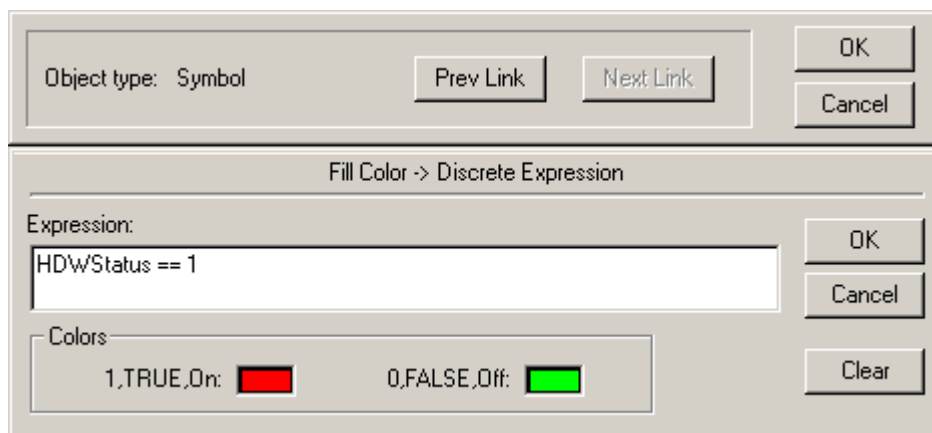 Object type: Symbol
Prev Link
Next Link
OK
Cancel
Fill Color -> Discrete Expression
Expression:
HDWStatus == 1
OK
Cancel
Colors
1,TRUE,On:
0,FALSE,Off:
Clear